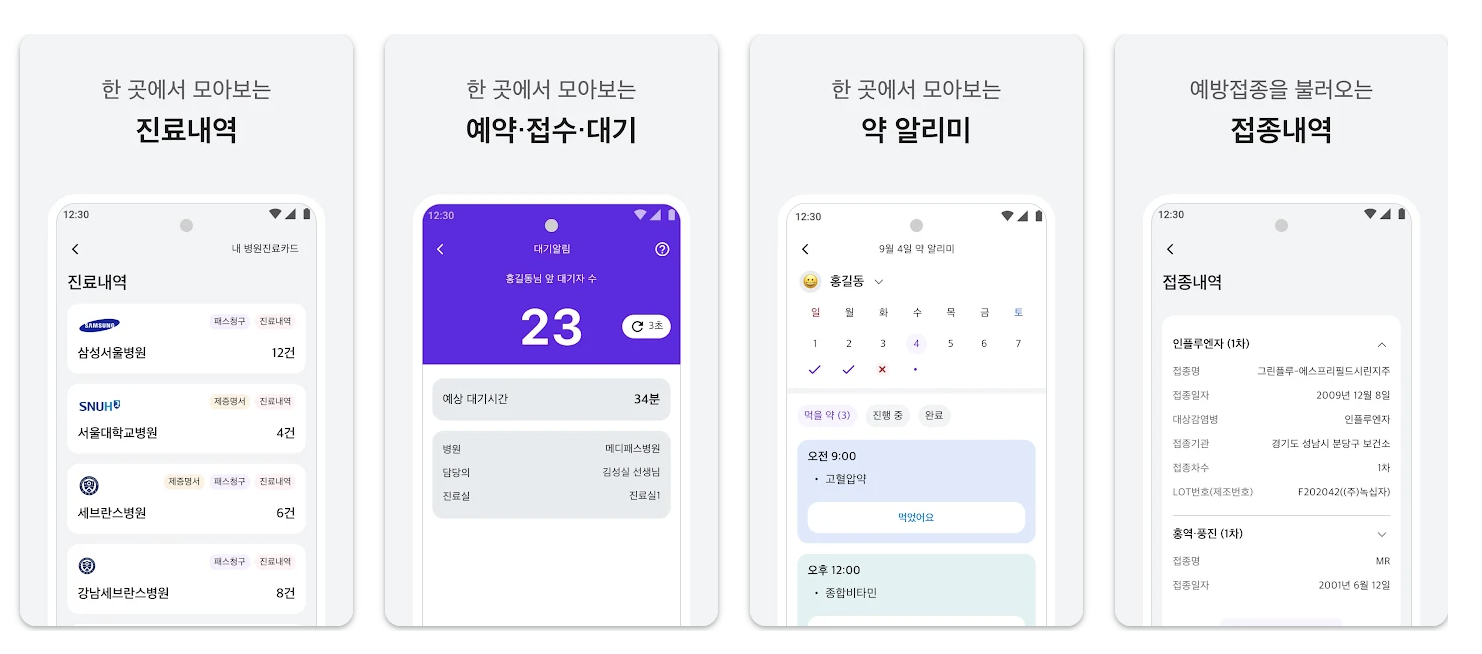 한 곳에서 모아보는
진료내역
12:30
내 병원진료카드
진료내역
SAMSUNG
패스청구 진료내역
삼성서울병원 12건
SNUH
제증명서 진료내역
서울대학교병원 4건
제증명서 패스청구 진료내역
세브란스병원 6건
패스청구 진료내역
강남세브란스병원 8건
한 곳에서 모아보는
예약·접수·대기
12:30
대기알림
?
홍길동님 앞 대기자 수
23
3초
예상 대기시간 34분
병원 메디패스병원
담당의 김성실 선생님
진료실 진료실1
한 곳에서 모아보는
약 알리미
12:30
9월 4일 약 알리미
홍길동
일 월 화 수 목 금 토
1 2 3 4 5 6 7
먹을 약 (3) 진행 중 완료
오전 9:00
• 고혈압약
먹었어요
오후 12:00
• 종합비타민
예방접종을 불러오는
접종내역
12:30
접종내역
인플루엔자 (1차)
접종명 그린플루-에스프리필드시린지주
접종일자 2009년 12월 8일
대상감염병 인플루엔자
접종기관 경기도 성남시 분당구 보건소
접종차수 1차
LOT번호(제조번호) F202042((주)녹십자)
홍역·풍진 (1차)
접종명 MR
접종일자 2001년 6월 12일